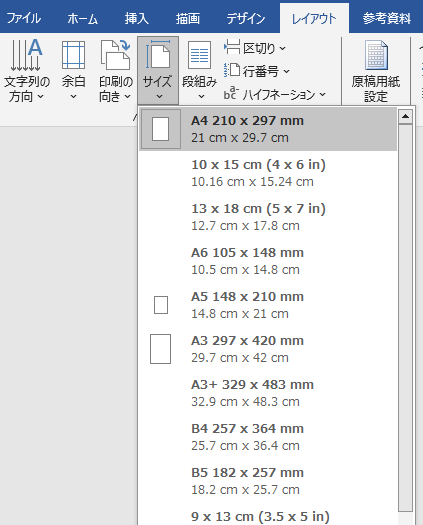 ファイル ホーム 挿入 描画 デザイン レイアウト 参考資料
文字列の方向 余白 印刷の向き サイズ 段組み 区切り 行番号 ハイフネーション 原稿用紙設定
A4 210 x 297 mm
21 cm x 29.7 cm
10 x 15 cm (4 x 6 in)
10.16 cm x 15.24 cm
13 x 18 cm (5 x 7 in)
12.7 cm x 17.8 cm
A6 105 x 148 mm
10.5 cm x 14.8 cm
A5 148 x 210 mm
14.8 cm x 21 cm
A3 297 x 420 mm
29.7 cm x 42 cm
A3+ 329 x 483 mm
32.9 cm x 48.3 cm
B4 257 x 364 mm
25.7 cm x 36.4 cm
B5 182 x 257 mm
18.2 cm x 25.7 cm
9 x 13 cm (3.5 x 5 in)